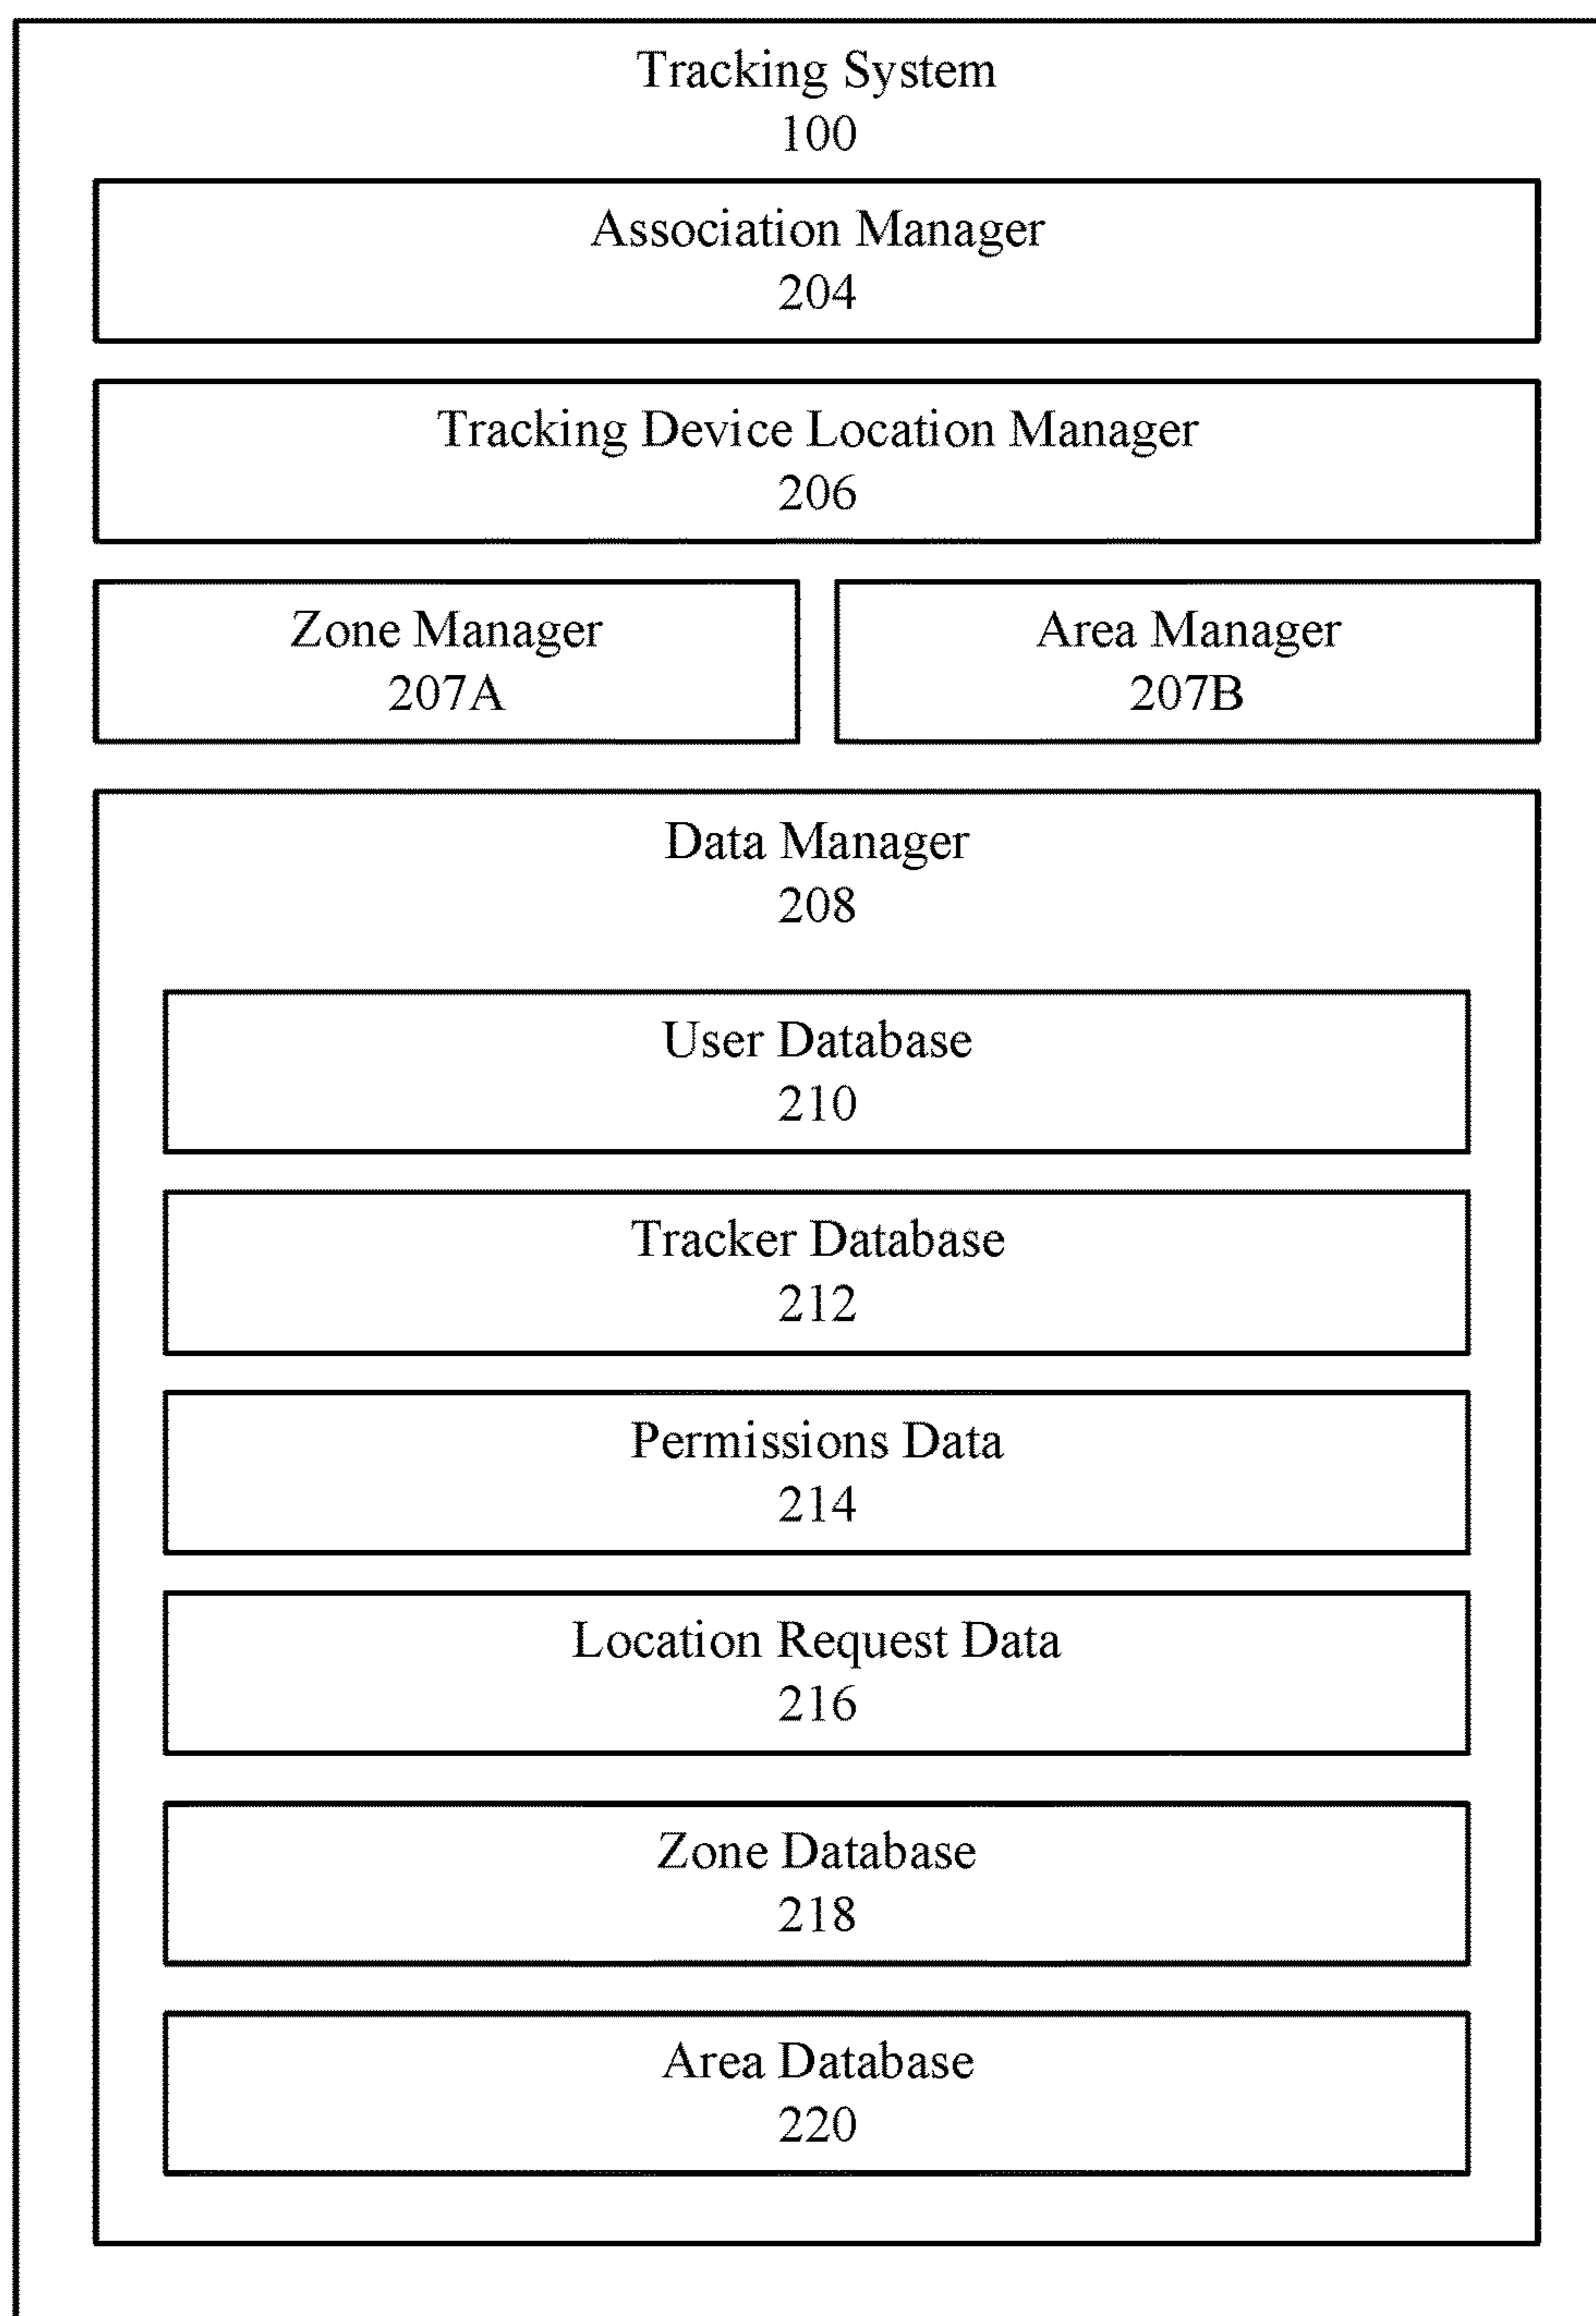 Tracking System
100
Association Manager
204
Tracking Device Location Manager
206
Zone Manager
207A
Area Manager
207B
Data Manager
208
User Database
210
Tracker Database
212
Permissions Data
214
Location Request Data
216
Zone Database
218
Area Database
220